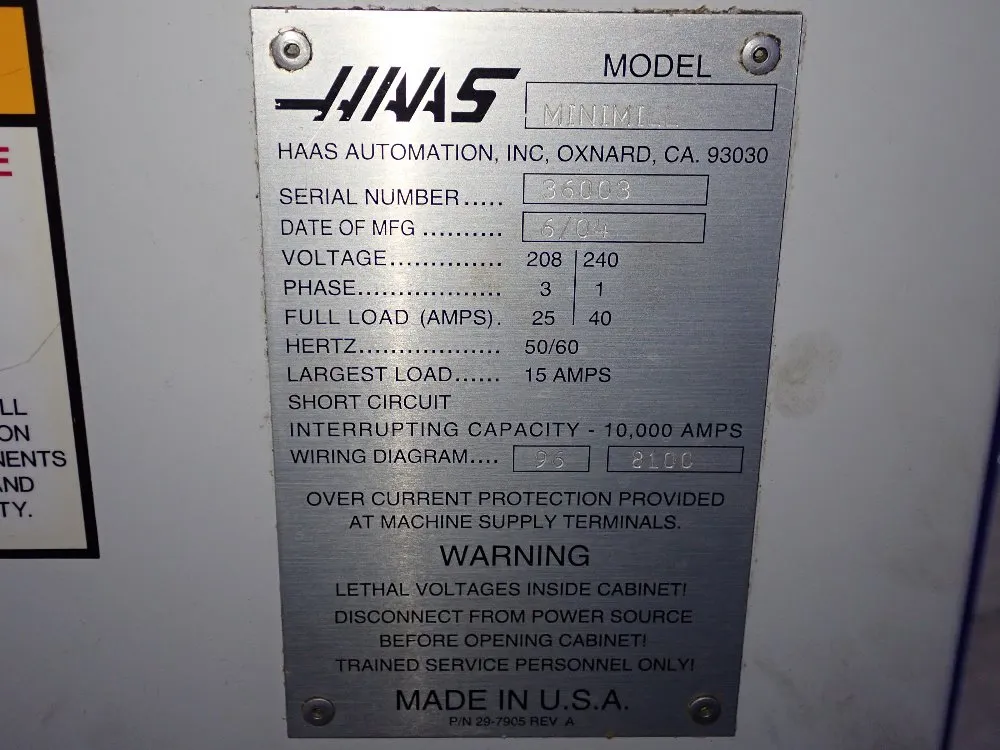 E
LL
ON
NENTS
AND
TY.
HAAS
MODEL
MINIMILL
HAAS AUTOMATION, INC, OXNARD, CA. 93030
SERIAL NUMBER ..... 36003
DATE OF MFG .......... 6/04
VOLTAGE............... 208 | 240
PHASE................... 3 | 1
FULL LOAD (AMPS). 25 | 40
HERTZ................... 50/60
LARGEST LOAD...... 15 AMPS
SHORT CIRCUIT
INTERRUPTING CAPACITY - 10,000 AMPS
WIRING DIAGRAM.... 96 8100
OVER CURRENT PROTECTION PROVIDED
AT MACHINE SUPPLY TERMINALS.
WARNING
LETHAL VOLTAGES INSIDE CABINET!
DISCONNECT FROM POWER SOURCE
BEFORE OPENING CABINET!
TRAINED SERVICE PERSONNEL ONLY!
MADE IN U.S.A.
P/N 29-7905 REV A